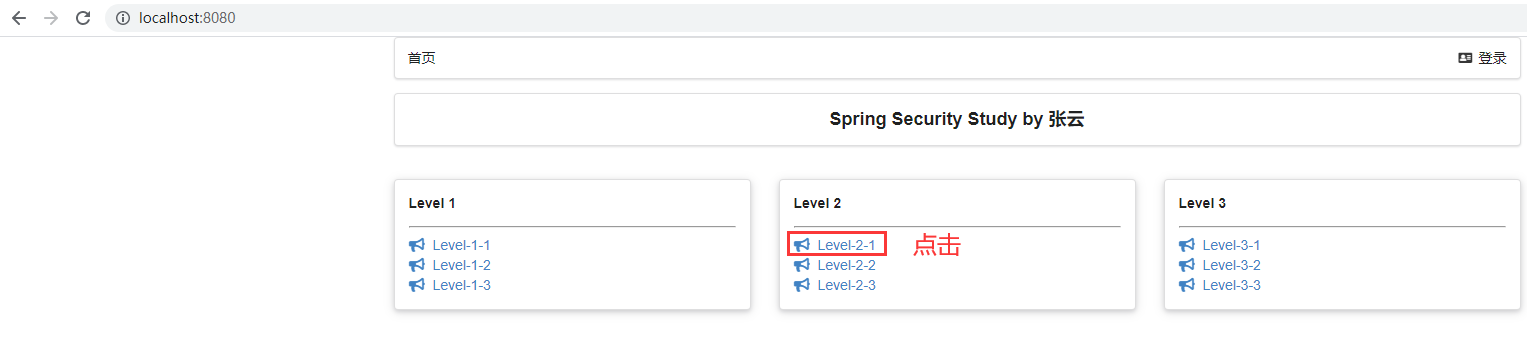 localhost:8080
首页
登录
Spring Security Study by 张云
Level 1
Level-1-1
Level-1-2
Level-1-3
Level 2
Level-2-1
点击
Level-2-2
Level-2-3
Level 3
Level-3-1
Level-3-2
Level-3-3